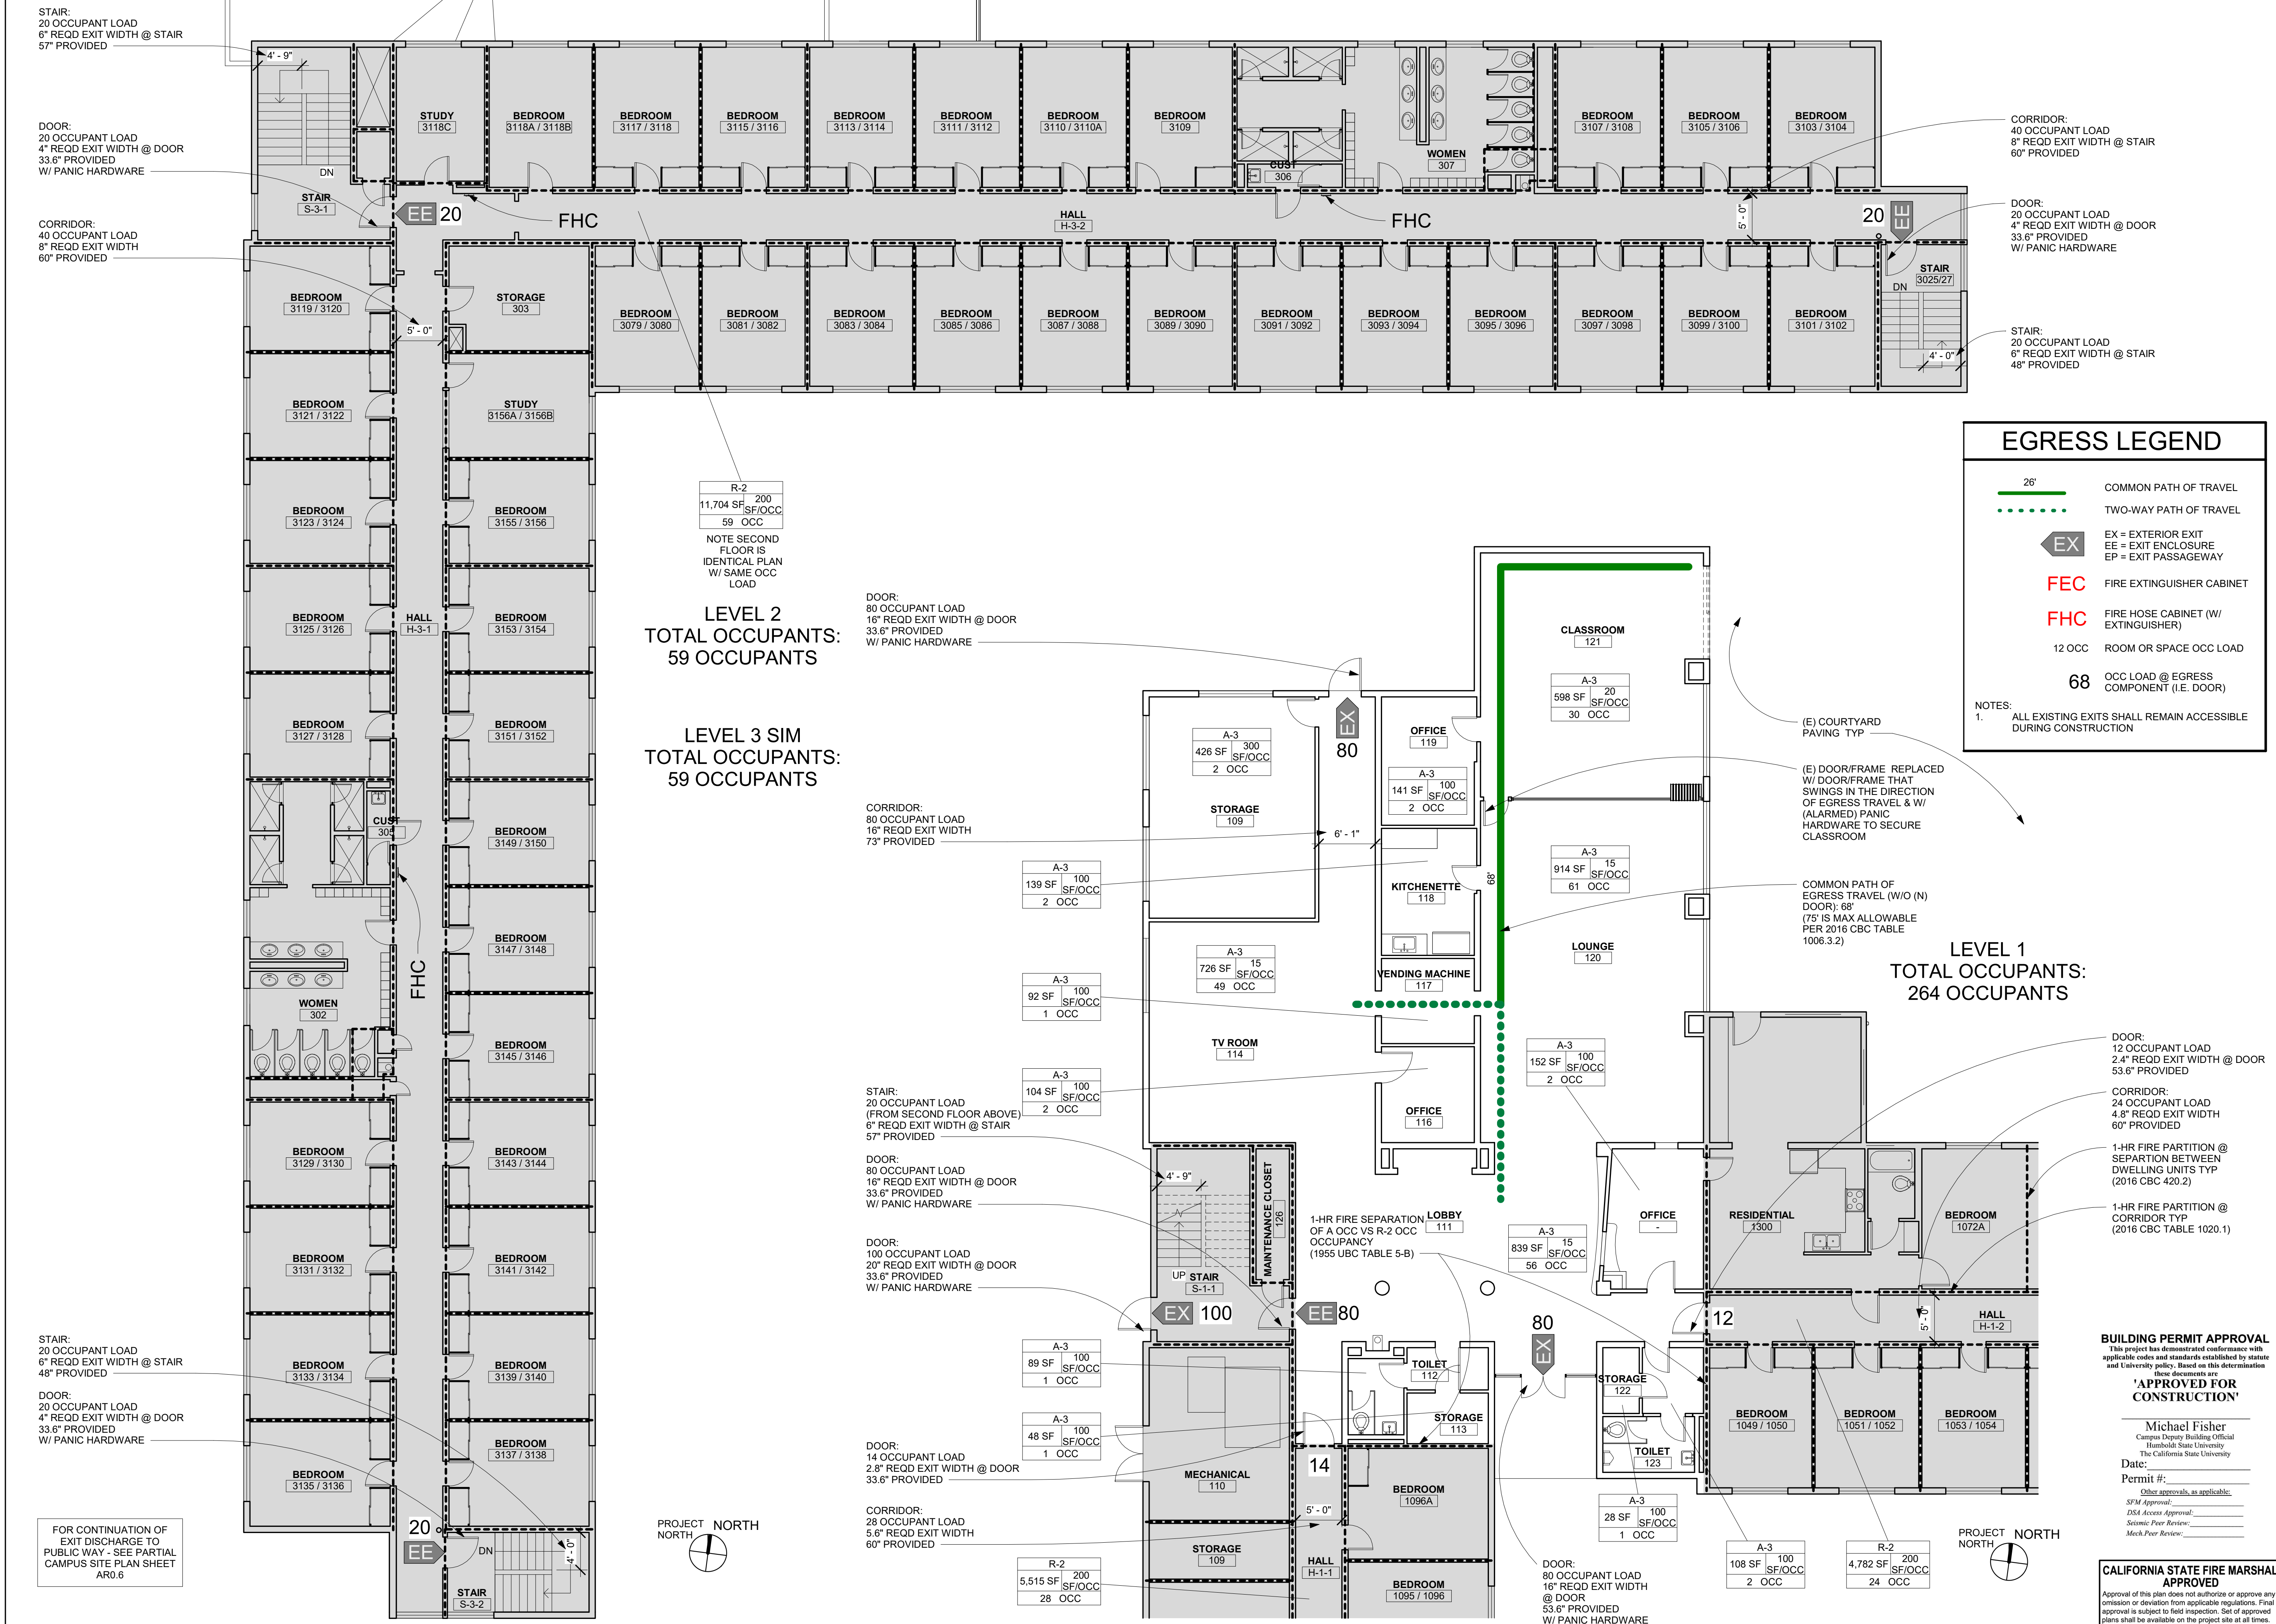 STAIR:
20 OCCUPANT LOAD
6" REQD EXIT WIDTH @ STAIR
57" PROVIDED
4' - 9"
DOOR:
20 OCCUPANT LOAD
4" REQD EXIT WIDTH @ DOOR
33.6" PROVIDED
W/ PANIC HARDWARE
CORRIDOR:
40 OCCUPANT LOAD
8" REQD EXIT WIDTH
60" PROVIDED
DN
STAIR
S-3-1
EE 20
STUDY
3118C
BEDROOM
3118A / 3118B
BEDROOM
3117 / 3118
BEDROOM
3115 / 3116
BEDROOM
3113 / 3114
BEDROOM
3111 / 3112
BEDROOM
3110 / 3110A
BEDROOM
3109
CUST
306
WOMEN
307
BEDROOM
3107 / 3108
BEDROOM
3105 / 3106
BEDROOM
3103 / 3104
FHC
HALL
H-3-2
FHC
5' - 0"
20
EE
CORRIDOR:
40 OCCUPANT LOAD
8" REQD EXIT WIDTH @ STAIR
60" PROVIDED
DOOR:
20 OCCUPANT LOAD
4" REQD EXIT WIDTH @ DOOR
33.6" PROVIDED
W/ PANIC HARDWARE
STAIR
3025/27
DN
4' - 0"
STAIR:
20 OCCUPANT LOAD
6" REQD EXIT WIDTH @ STAIR
48" PROVIDED
BEDROOM
3119 / 3120
5' - 0"
STORAGE
303
BEDROOM
3079 / 3080
BEDROOM
3081 / 3082
BEDROOM
3083 / 3084
BEDROOM
3085 / 3086
BEDROOM
3087 / 3088
BEDROOM
3089 / 3090
BEDROOM
3091 / 3092
BEDROOM
3093 / 3094
BEDROOM
3095 / 3096
BEDROOM
3097 / 3098
BEDROOM
3099 / 3100
BEDROOM
3101 / 3102
BEDROOM
3121 / 3122
STUDY
3156A / 3156B
BEDROOM
3123 / 3124
BEDROOM
3155 / 3156
BEDROOM
3125 / 3126
HALL
H-3-1
BEDROOM
3153 / 3154
BEDROOM
3127 / 3128
BEDROOM
3151 / 3152
CUST
305
BEDROOM
3149 / 3150
FHC
BEDROOM
3147 / 3148
WOMEN
302
BEDROOM
3145 / 3146
BEDROOM
3129 / 3130
BEDROOM
3143 / 3144
BEDROOM
3131 / 3132
BEDROOM
3141 / 3142
BEDROOM
3133 / 3134
BEDROOM
3139 / 3140
BEDROOM
3135 / 3136
BEDROOM
3137 / 3138
STAIR:
20 OCCUPANT LOAD
6" REQD EXIT WIDTH @ STAIR
48" PROVIDED
DOOR:
20 OCCUPANT LOAD
4" REQD EXIT WIDTH @ DOOR
33.6" PROVIDED
W/ PANIC HARDWARE
20
EE
DN
4' - 0"
STAIR
S-3-2
FOR CONTINUATION OF
EXIT DISCHARGE TO
PUBLIC WAY - SEE PARTIAL
CAMPUS SITE PLAN SHEET
AR0.6
R-2
11,704 SF 200 SF/OCC
59 OCC
NOTE SECOND
FLOOR IS
IDENTICAL PLAN
W/ SAME OCC
LOAD
LEVEL 2
TOTAL OCCUPANTS:
59 OCCUPANTS
LEVEL 3 SIM
TOTAL OCCUPANTS:
59 OCCUPANTS
PROJECT NORTH
NORTH
DOOR:
80 OCCUPANT LOAD
16" REQD EXIT WIDTH @ DOOR
33.6" PROVIDED
W/ PANIC HARDWARE
CORRIDOR:
80 OCCUPANT LOAD
16" REQD EXIT WIDTH
73" PROVIDED
A-3
139 SF 100 SF/OCC
2 OCC
A-3
92 SF 100 SF/OCC
1 OCC
A-3
104 SF 100 SF/OCC
2 OCC
STAIR:
20 OCCUPANT LOAD
(FROM SECOND FLOOR ABOVE)
6" REQD EXIT WIDTH @ STAIR
57" PROVIDED
DOOR:
80 OCCUPANT LOAD
16" REQD EXIT WIDTH @ DOOR
33.6" PROVIDED
W/ PANIC HARDWARE
DOOR:
100 OCCUPANT LOAD
20" REQD EXIT WIDTH @ DOOR
33.6" PROVIDED
W/ PANIC HARDWARE
A-3
89 SF 100 SF/OCC
1 OCC
A-3
48 SF 100 SF/OCC
1 OCC
DOOR:
14 OCCUPANT LOAD
2.8" REQD EXIT WIDTH @ DOOR
33.6" PROVIDED
CORRIDOR:
28 OCCUPANT LOAD
5.6" REQD EXIT WIDTH
60" PROVIDED
R-2
5,515 SF 200 SF/OCC
28 OCC
A-3
426 SF 300 SF/OCC
2 OCC
STORAGE
109
EX
80
6' - 1"
OFFICE
119
A-3
141 SF 100 SF/OCC
2 OCC
CLASSROOM
121
A-3
598 SF 20 SF/OCC
30 OCC
KITCHENETTE
118
68'
A-3
914 SF 15 SF/OCC
61 OCC
LOUNGE
120
A-3
726 SF 15 SF/OCC
49 OCC
VENDING MACHINE
117
TV ROOM
114
OFFICE
116
A-3
152 SF 100 SF/OCC
2 OCC
4' - 9"
MAINTENANCE CLOSET
126
UP
STAIR
S-1-1
EX 100
EE 80
1-HR FIRE SEPARATION
OF A OCC VS R-2 OCC
OCCUPANCY
(1955 UBC TABLE 5-B)
LOBBY
111
A-3
839 SF 15 SF/OCC
56 OCC
OFFICE
-
80
EX
TOILET
112
STORAGE
113
STORAGE
122
TOILET
123
MECHANICAL
110
14
5' - 0"
BEDROOM
1096A
STORAGE
109
HALL
H-1-1
BEDROOM
1095 / 1096
DOOR:
80 OCCUPANT LOAD
16" REQD EXIT WIDTH
@ DOOR
53.6" PROVIDED
W/ PANIC HARDWARE
A-3
28 SF 100 SF/OCC
1 OCC
A-3
108 SF 100 SF/OCC
2 OCC
R-2
4,782 SF 200 SF/OCC
24 OCC
RESIDENTIAL
1300
BEDROOM
1072A
12
5' - 0"
HALL
H-1-2
BEDROOM
1049 / 1050
BEDROOM
1051 / 1052
BEDROOM
1053 / 1054
EGRESS LEGEND
26'
COMMON PATH OF TRAVEL
TWO-WAY PATH OF TRAVEL
EX
EX = EXTERIOR EXIT
EE = EXIT ENCLOSURE
EP = EXIT PASSAGEWAY
FEC FIRE EXTINGUISHER CABINET
FHC FIRE HOSE CABINET (W/
EXTINGUISHER)
12 OCC ROOM OR SPACE OCC LOAD
68 OCC LOAD @ EGRESS
COMPONENT (I.E. DOOR)
NOTES:
1. ALL EXISTING EXITS SHALL REMAIN ACCESSIBLE
DURING CONSTRUCTION
(E) COURTYARD
PAVING TYP
(E) DOOR/FRAME REPLACED
W/ DOOR/FRAME THAT
SWINGS IN THE DIRECTION
OF EGRESS TRAVEL & W/
(ALARMED) PANIC
HARDWARE TO SECURE
CLASSROOM
COMMON PATH OF
EGRESS TRAVEL (W/O (N)
DOOR): 68'
(75' IS MAX ALLOWABLE
PER 2016 CBC TABLE
1006.3.2)
LEVEL 1
TOTAL OCCUPANTS:
264 OCCUPANTS
DOOR:
12 OCCUPANT LOAD
2.4" REQD EXIT WIDTH @ DOOR
53.6" PROVIDED
CORRIDOR:
24 OCCUPANT LOAD
4.8" REQD EXIT WIDTH
60" PROVIDED
1-HR FIRE PARTITION @
SEPARTION BETWEEN
DWELLING UNITS TYP
(2016 CBC 420.2)
1-HR FIRE PARTITION @
CORRIDOR TYP
(2016 CBC TABLE 1020.1)
BUILDING PERMIT APPROVAL
This project has demonstrated conformance with
applicable codes and standards established by statute
and University policy. Based on this determination
these documents are
'APPROVED FOR
CONSTRUCTION'
Michael Fisher
Campus Deputy Building Official
Humboldt State University
The California State University
Date:
Permit #:
Other approvals, as applicable:
SFM Approval:
DSA Access Approval:
Seismic Peer Review:
Mech.Peer Review:
PROJECT NORTH
NORTH
CALIFORNIA STATE FIRE MARSHAL
APPROVED
Approval of this plan does not authorize or approve any
omission or deviation from applicable regulations. Final
approval is subject to field inspection. Set of approved
plans shall be available on the project site at all times.